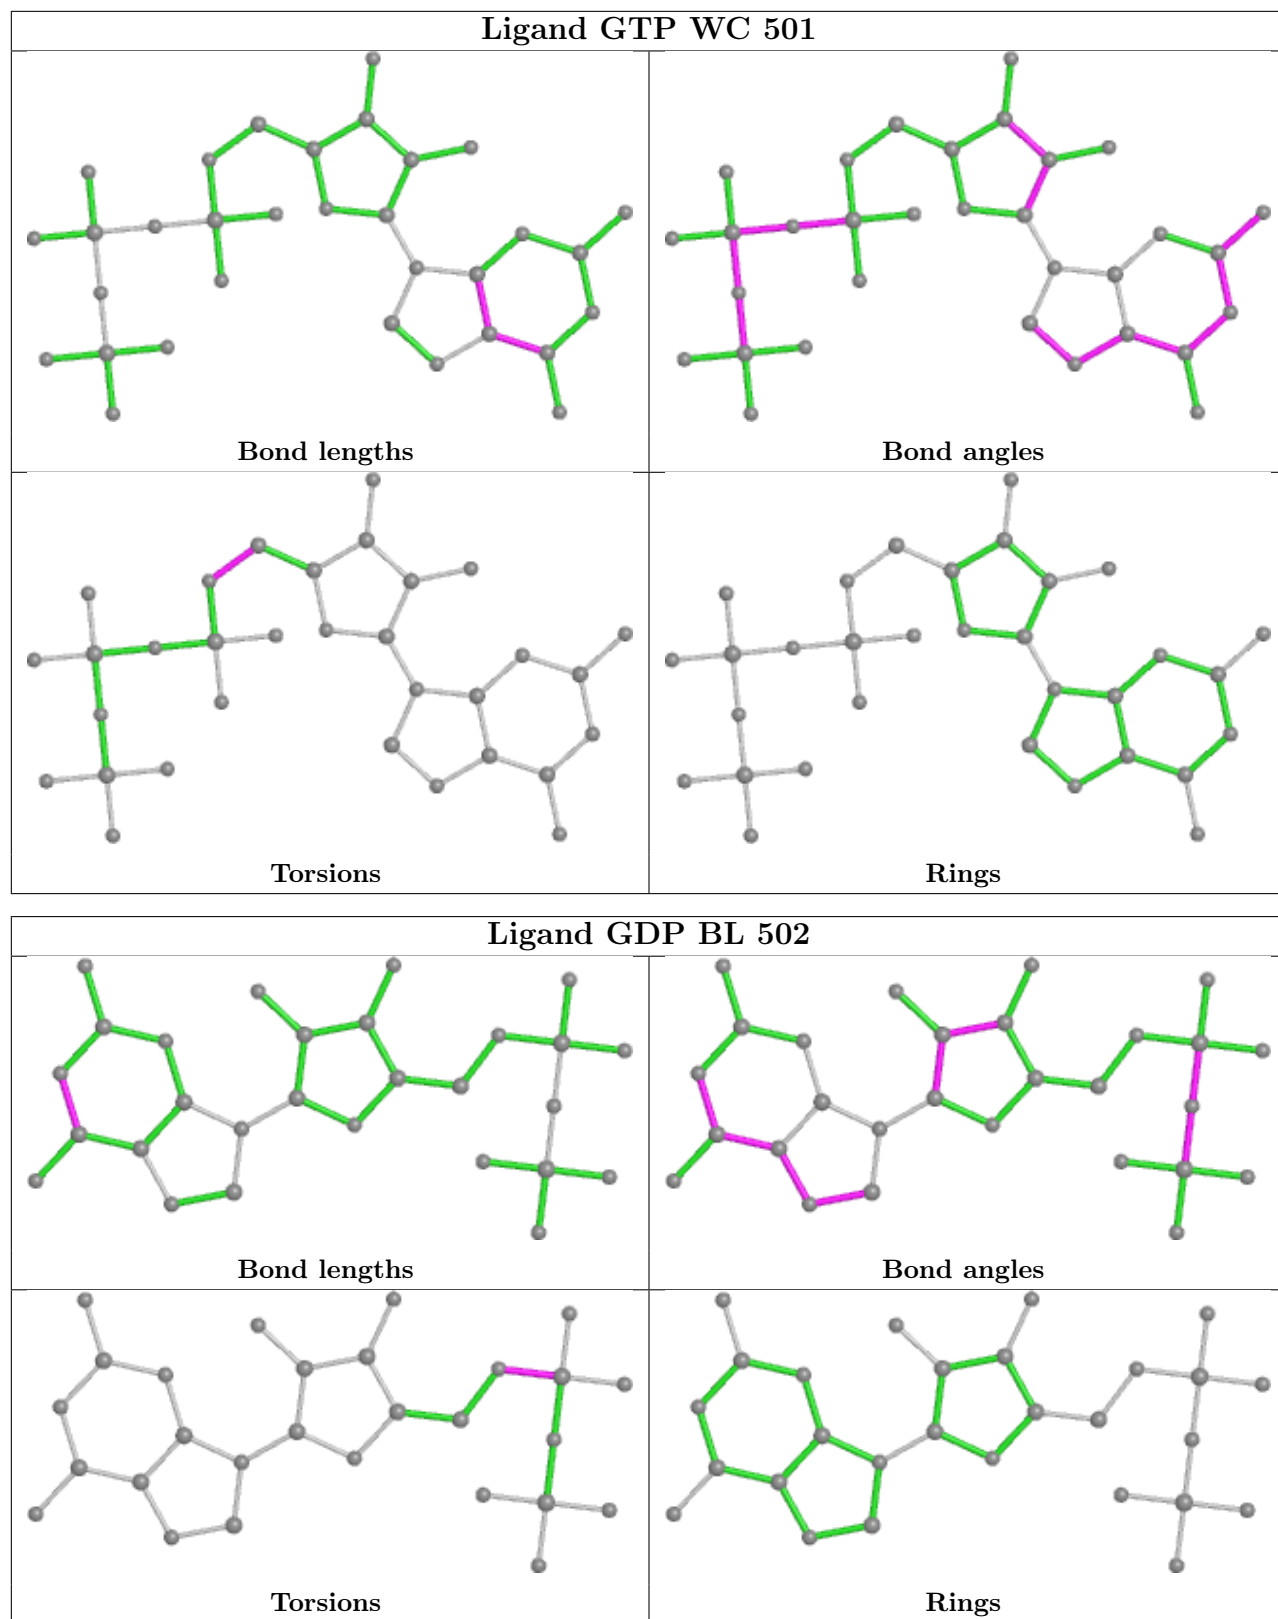 Ligand GTP WC 501
Bond lengths
Bond angles
Torsions
Rings
Ligand GDP BL 502
Bond lengths
Bond angles
Torsions
Rings